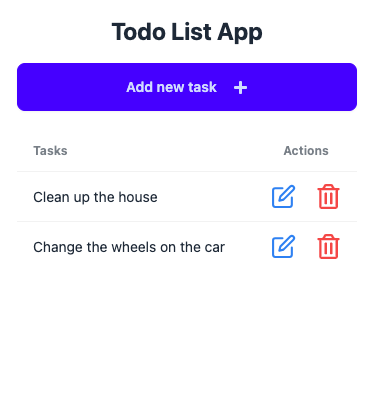 Todo List App
Add new task +
Tasks Actions
Clean up the house
Change the wheels on the car